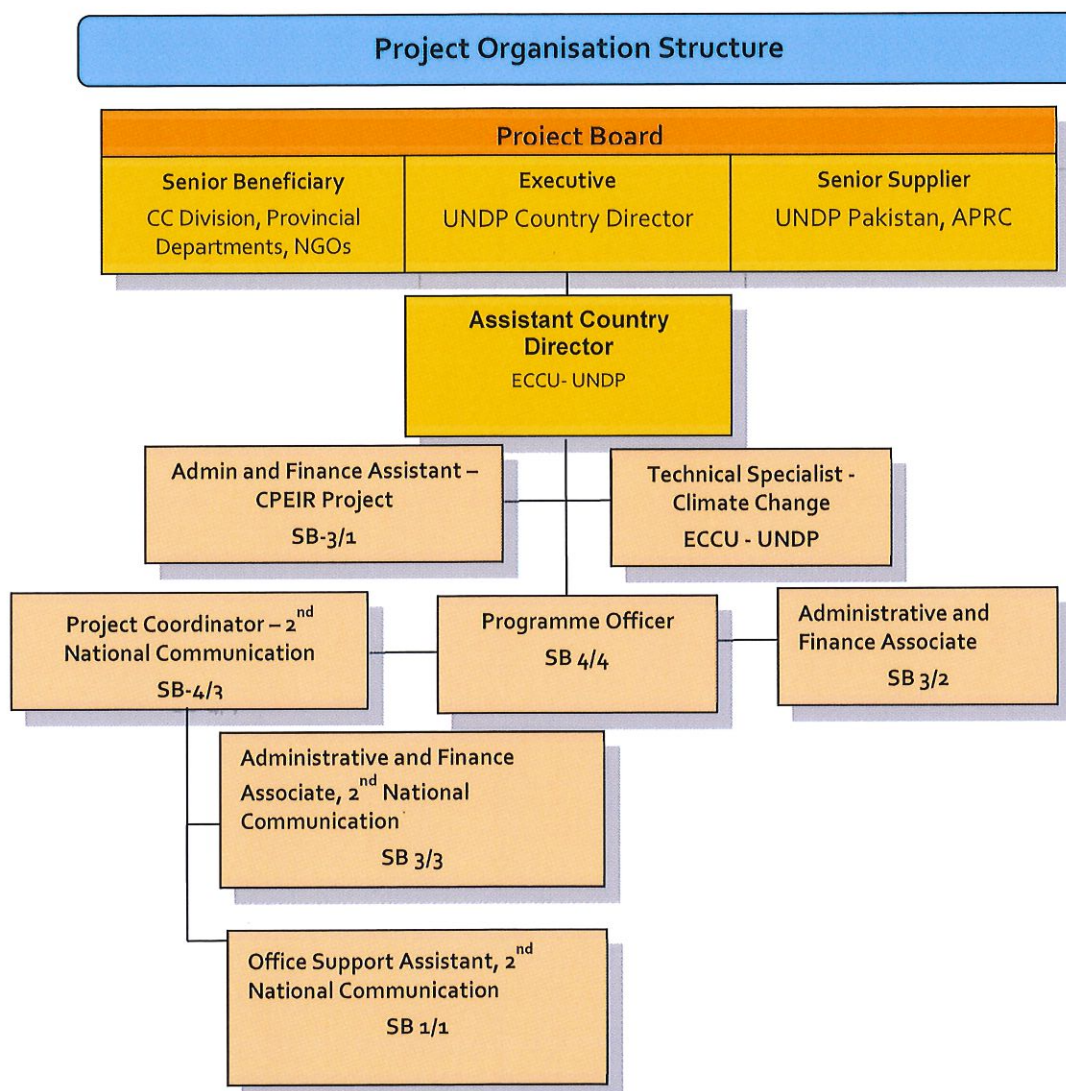 Project Organisation Structure
Project Board
Senior Beneficiary
CC Division, Provincial
Departments, NGOs
Executive
UNDP Country Director
Senior Supplier
UNDP Pakistan, APRC
Assistant Country
Director
ECCU- UNDP
Admin and Finance Assistant –
CPEIR Project
SB-3/1
Technical Specialist -
Climate Change
ECCU - UNDP
Project Coordinator – 2nd
National Communication
SB-4/3
Programme Officer
SB 4/4
Administrative and
Finance Associate
SB 3/2
Administrative and Finance
Associate, 2nd National
Communication
SB 3/3
Office Support Assistant, 2nd
National Communication
SB 1/1